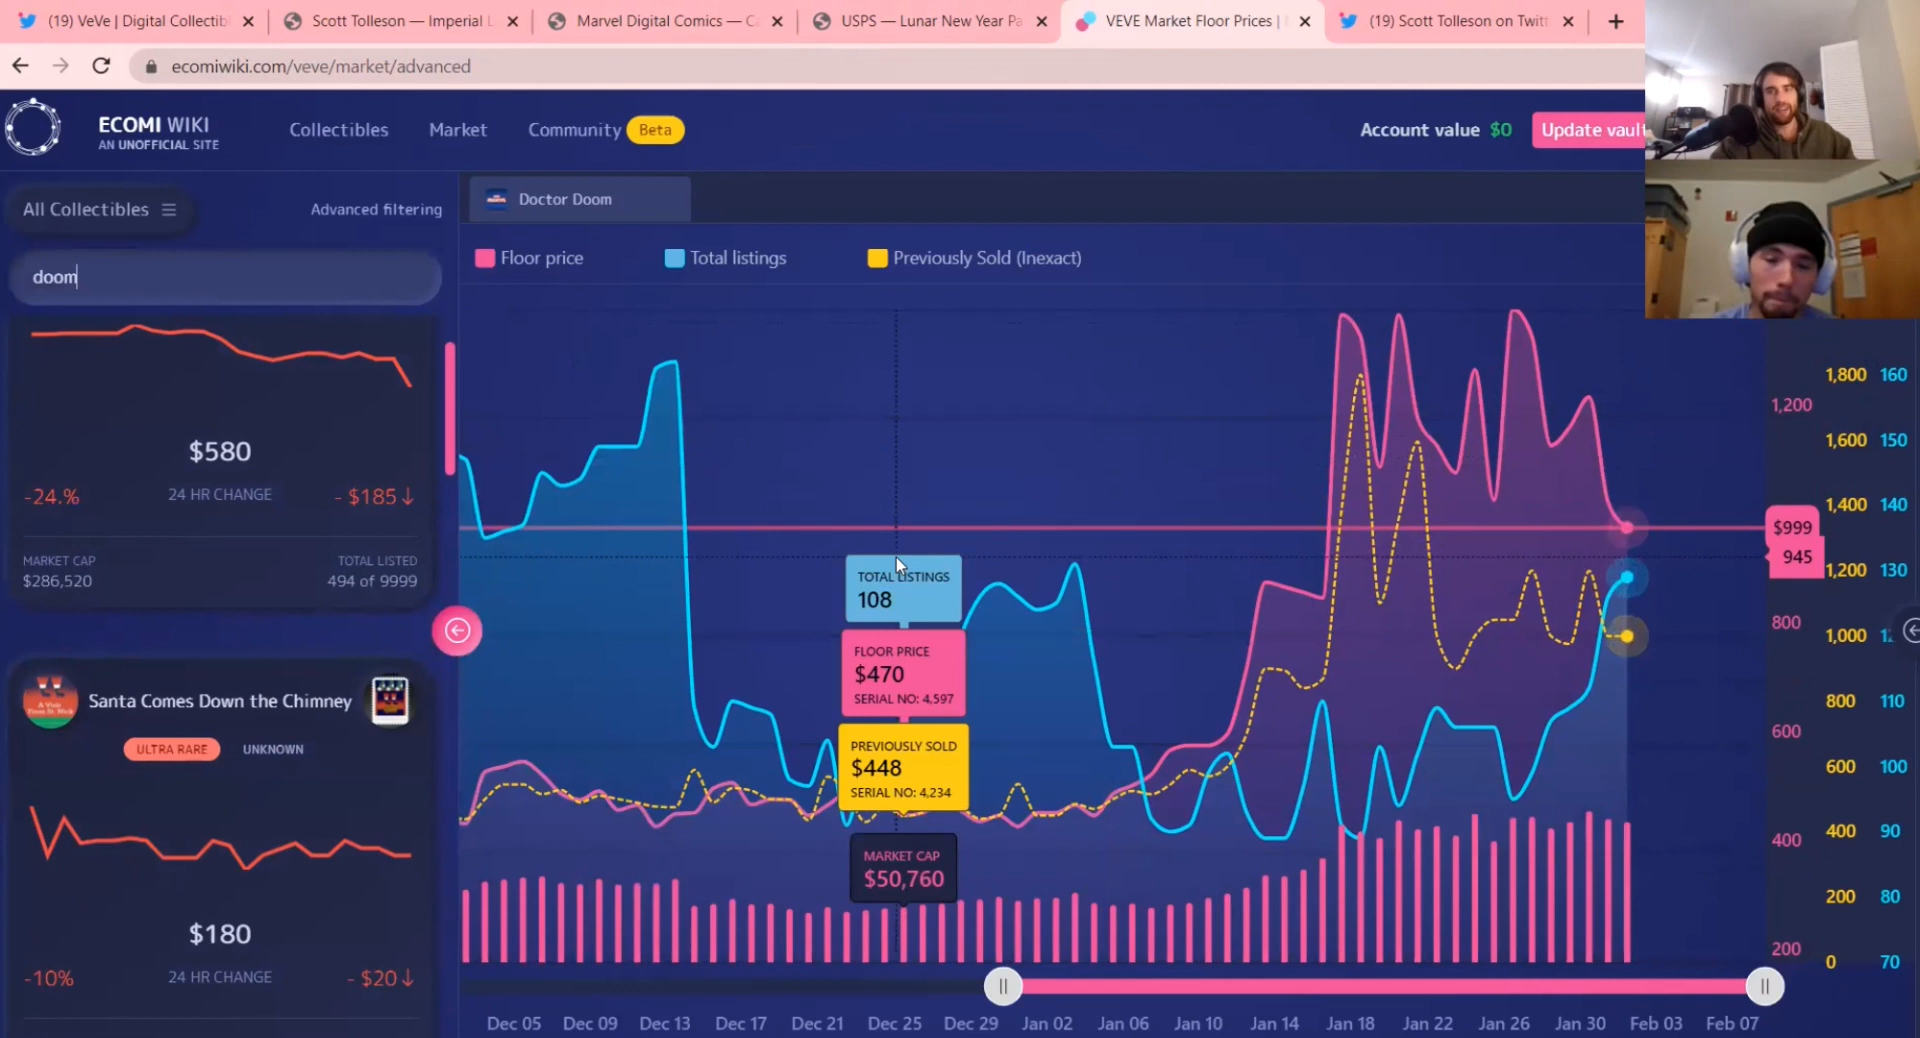 (19) VeVe | Digital Collectibl
Scott Tolleson — Imperial L
Marvel Digital Comics — C
USPS — Lunar New Year Pa
VEVE Market Floor Prices |
(19) Scott Tolleson on Twitt
ecomiwiki.com/veve/market/advanced
ECOMI WIKI
AN UNOFFICIAL SITE
Collectibles
Market
Community
Beta
Account value $0
Update vault
All Collectibles
Advanced filtering
doom
Doctor Doom
Floor price
Total listings
Previously Sold (Inexact)
$580
-24.%
24 HR CHANGE
- $185↓
MARKET CAP
$286,520
TOTAL LISTED
494 of 9999
Santa Comes Down the Chimney
ULTRA RARE
UNKNOWN
$180
-10%
24 HR CHANGE
- $20↓
TOTAL LISTINGS
108
FLOOR PRICE
$470
SERIAL NO: 4,597
PREVIOUSLY SOLD
$448
SERIAL NO: 4,234
MARKET CAP
$50,760
1,800 160
1,200
1,600 150
1,400 140
$999
945
1,200 130
800
1,000
800 110
600
600 100
400 90
400
200 80
200
0 70
Dec 05 Dec 09 Dec 13 Dec 17 Dec 21 Dec 25 Dec 29 Jan 02 Jan 06 Jan 10 Jan 14 Jan 18 Jan 22 Jan 26 Jan 30 Feb 03 Feb 07